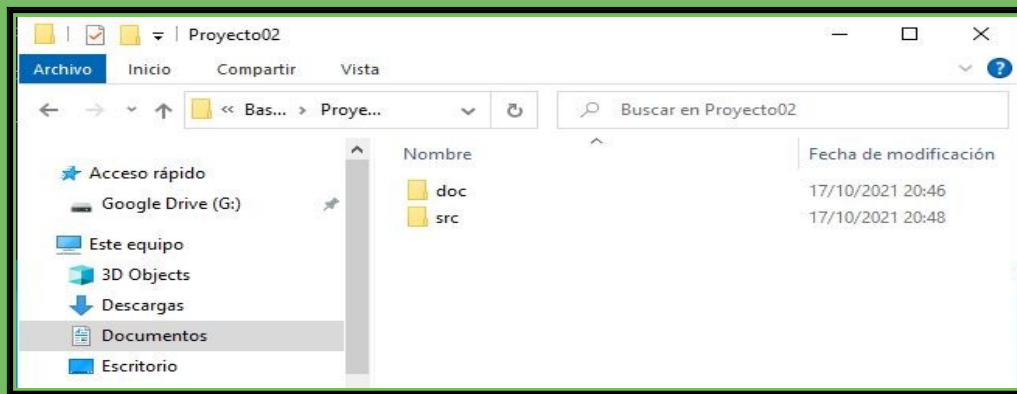 Proyecto02
Archivo Inicio Compartir Vista
« Bas... › Proye... Buscar en Proyecto02
Nombre Fecha de modificación
Acceso rápido
Google Drive (G:)
Este equipo
3D Objects
Descargas
Documentos
Escritorio
doc 17/10/2021 20:46
src 17/10/2021 20:48